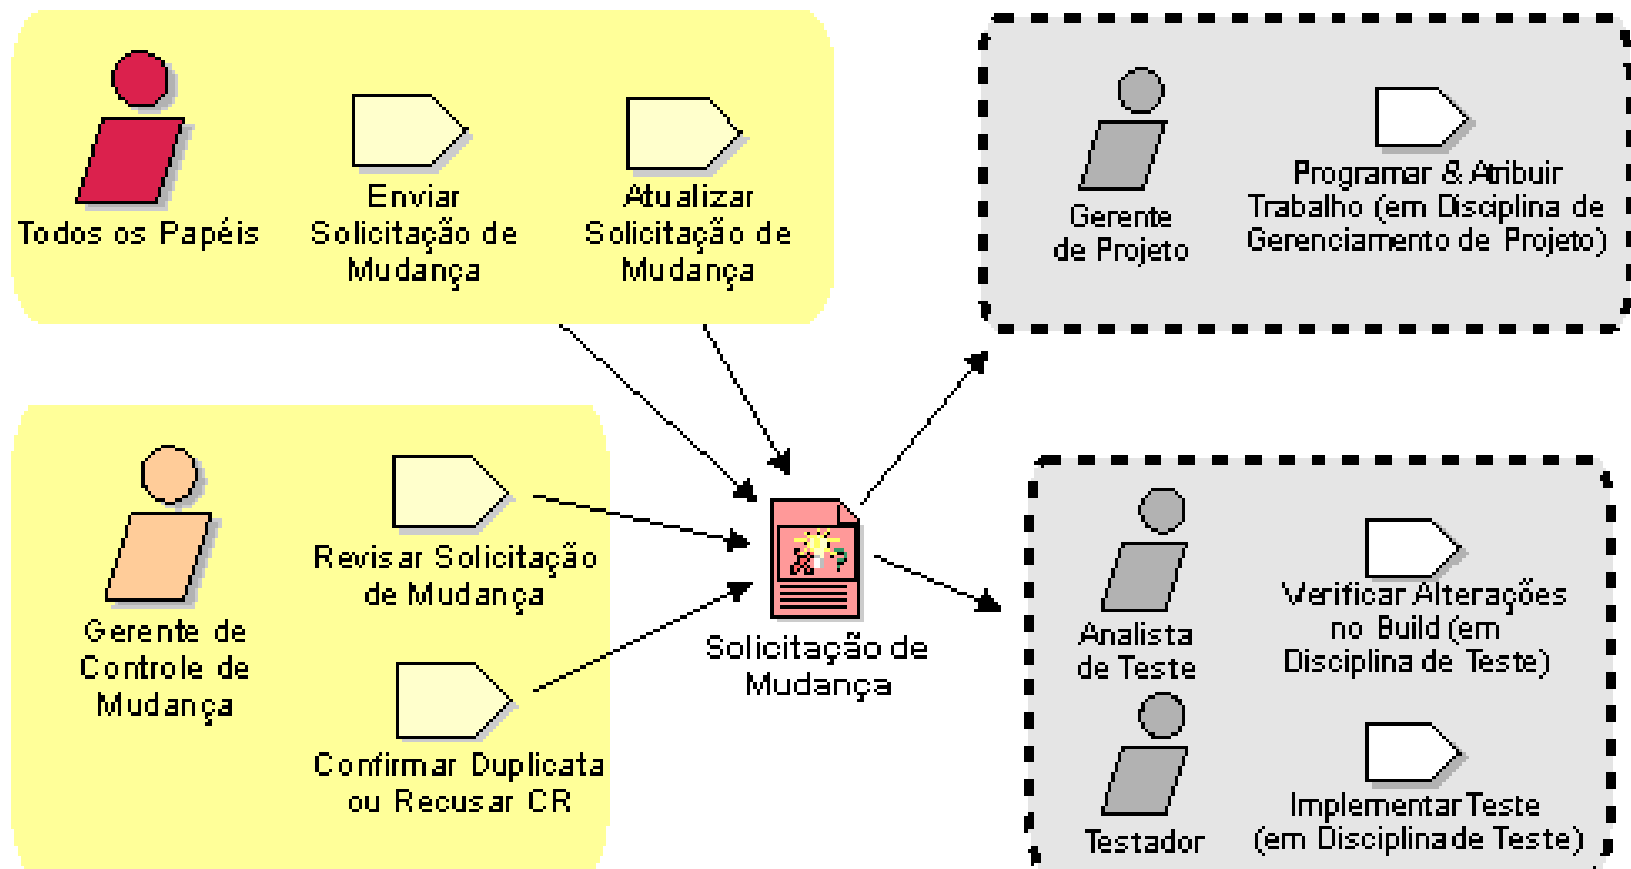 Todos os Papéis
Enviar
Solicitação de
Mudança
Atualizar
Solicitação de
Mudança
Gerente
de Projeto
Programar & Atribuir
Trabalho (em Disciplina de
Gerenciamento de Projeto)
Gerente de
Controle de
Mudança
Revisar Solicitação
de Mudança
Confirmar Duplicata
ou Recusar CR
Solicitação de
Mudança
Analista
de Teste
Verificar Alterações
no Build (em
Disciplina de Teste)
Testador
Implementar Teste
(em Disciplina de Teste)